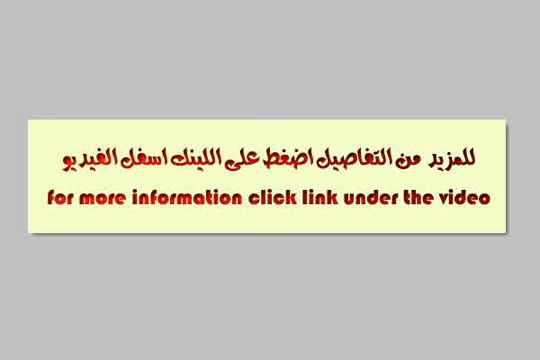 للمزيد من التفاصيل اضغط على اللينك اسفل الفيديو
for more information click link under the video